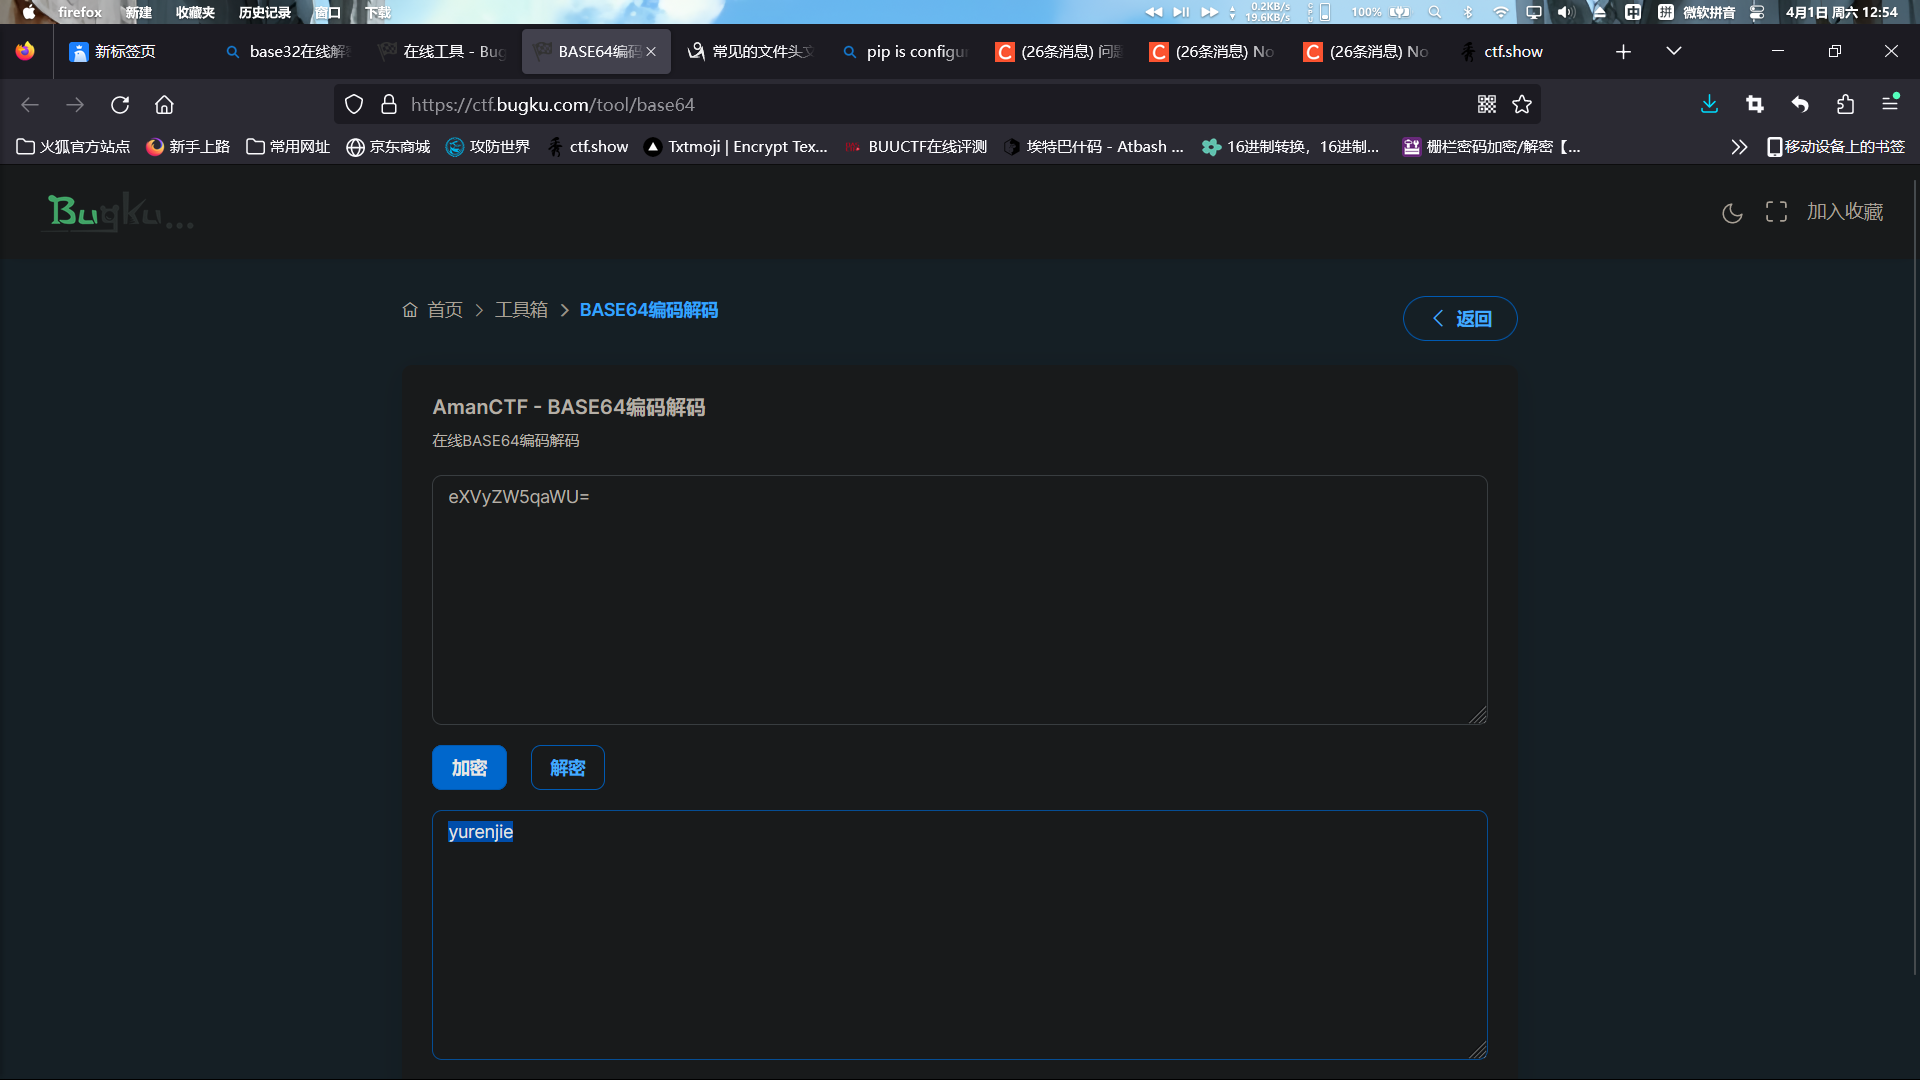 firefox 新建 收藏夹 历史记录 窗口 下载 0.2KB/s 19.6KB/s 100% 中 拼 微软拼音 4月1日 周六 12:54
新标签页 base32在线解 在线工具 - Bug BASE64编码 常见的文件头文 pip is configu (26条消息) 问题 (26条消息) No (26条消息) No ctf.show
https://ctf.bugku.com/tool/base64
火狐官方站点 新手上路 常用网址 京东商城 攻防世界 ctf.show Txtmoji | Encrypt Tex... BUUCTF在线评测 埃特巴什码 - Atbash ... 16进制转换，16进制... 栅栏密码加密/解密【... 移动设备上的书签
Bugku... 加入收藏
首页 > 工具箱 > BASE64编码解码 返回
AmanCTF - BASE64编码解码
在线BASE64编码解码
eXVyZW5qaWU=
加密 解密
yurenjie